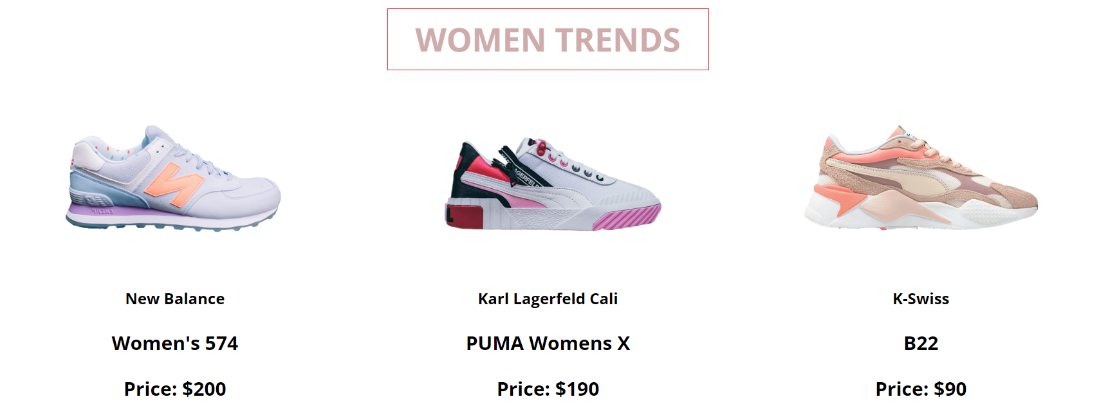 WOMEN TRENDS
New Balance
Karl Lagerfeld Cali
K-Swiss
Women's 574
PUMA Womens X
B22
Price: $200
Price: $190
Price: $90